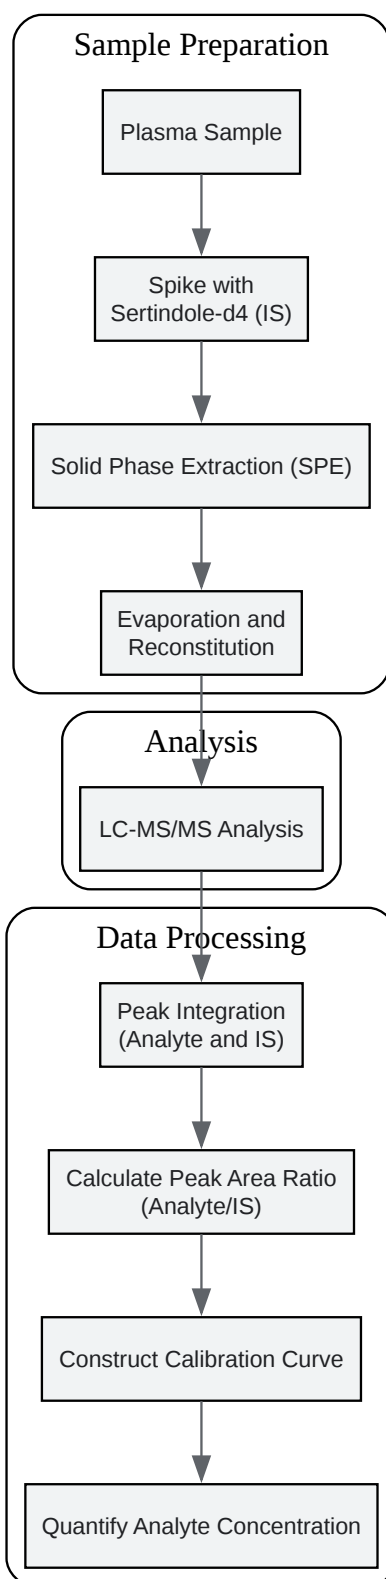 Sample Preparation
Plasma Sample
Spike with
Sertindole-d4 (IS)
Solid Phase Extraction (SPE)
Evaporation and
Reconstitution
Analysis
LC-MS/MS Analysis
Data Processing
Peak Integration
(Analyte and IS)
Calculate Peak Area Ratio
(Analyte/IS)
Construct Calibration Curve
Quantify Analyte Concentration